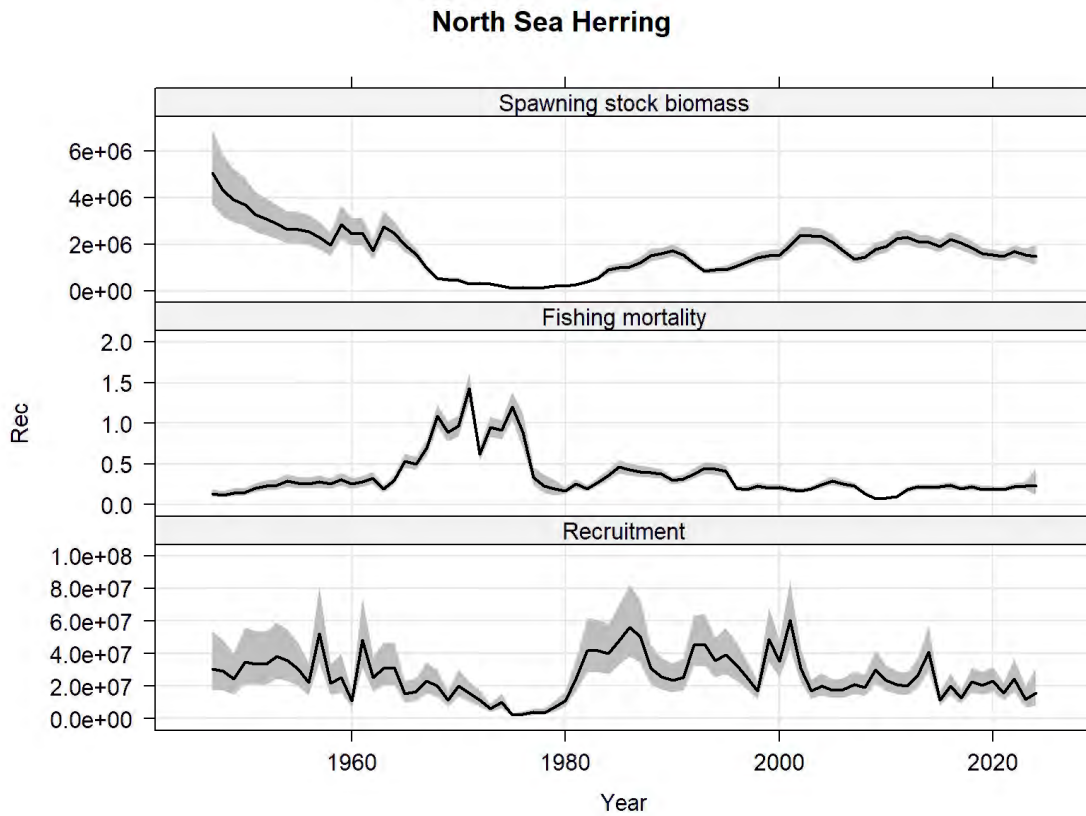 North Sea Herring
Spawning stock biomass
6e+06
4e+06
2e+06
0e+00
Fishing mortality
2.0
1.5
1.0
0.5
0.0
Rec
Recruitment
1.0e+08
8.0e+07
6.0e+07
4.0e+07
2.0e+07
0.0e+00
1960 1980 2000 2020
Year